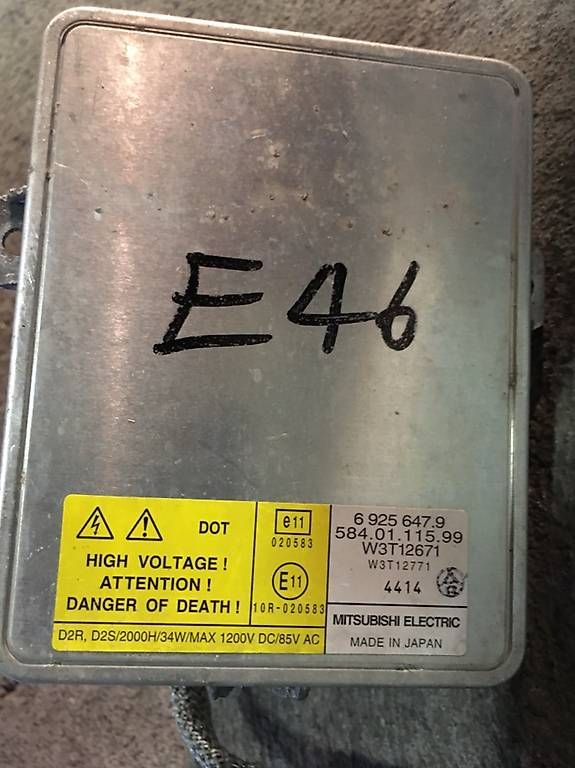 E46
DOT
HIGH VOLTAGE!
ATTENTION!
DANGER OF DEATH!
e11
020583
E11
10R-020583
6 925 647.9
584.01.115.99
W3T12671
W3T12771
4414
MITSUBISHI ELECTRIC
MADE IN JAPAN
D2R, D2S/2000H/34W/MAX 1200V DC/85V AC